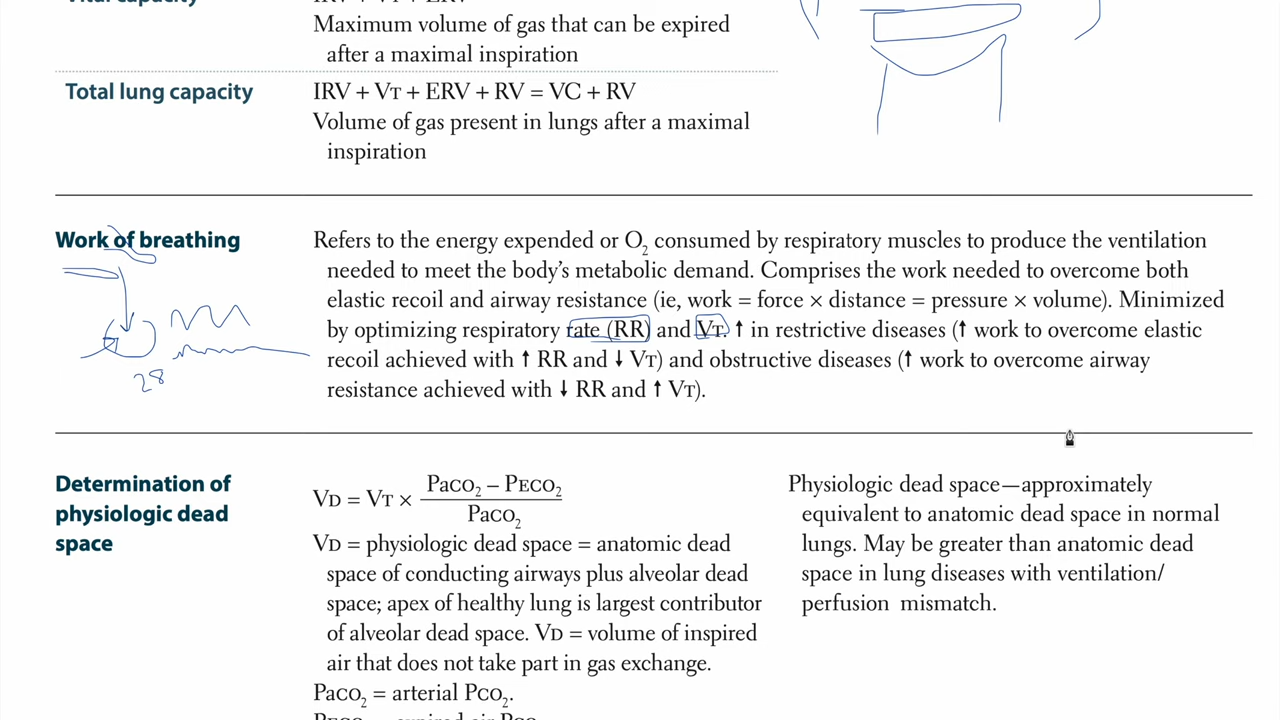 Vital capacity
IRV + VT + ERV
Maximum volume of gas that can be expired
after a maximal inspiration
Total lung capacity
IRV + VT + ERV + RV = VC + RV
Volume of gas present in lungs after a maximal
inspiration
Work of breathing
Refers to the energy expended or O2 consumed by respiratory muscles to produce the ventilation
needed to meet the body’s metabolic demand. Comprises the work needed to overcome both
elastic recoil and airway resistance (ie, work = force × distance = pressure × volume). Minimized
by optimizing respiratory rate (RR) and VT. ↑ in restrictive diseases (↑ work to overcome elastic
recoil achieved with ↑ RR and ↓ VT) and obstructive diseases (↑ work to overcome airway
resistance achieved with ↓ RR and ↑ VT).
28
Determination of
physiologic dead
space
VD = VT × PaCO2 – PECO2
PaCO2
VD = physiologic dead space = anatomic dead
space of conducting airways plus alveolar dead
space; apex of healthy lung is largest contributor
of alveolar dead space. VD = volume of inspired
air that does not take part in gas exchange.
PaCO2 = arterial PCO2.
PECO2 = expired air PCO2
Physiologic dead space—approximately
equivalent to anatomic dead space in normal
lungs. May be greater than anatomic dead
space in lung diseases with ventilation/
perfusion mismatch.